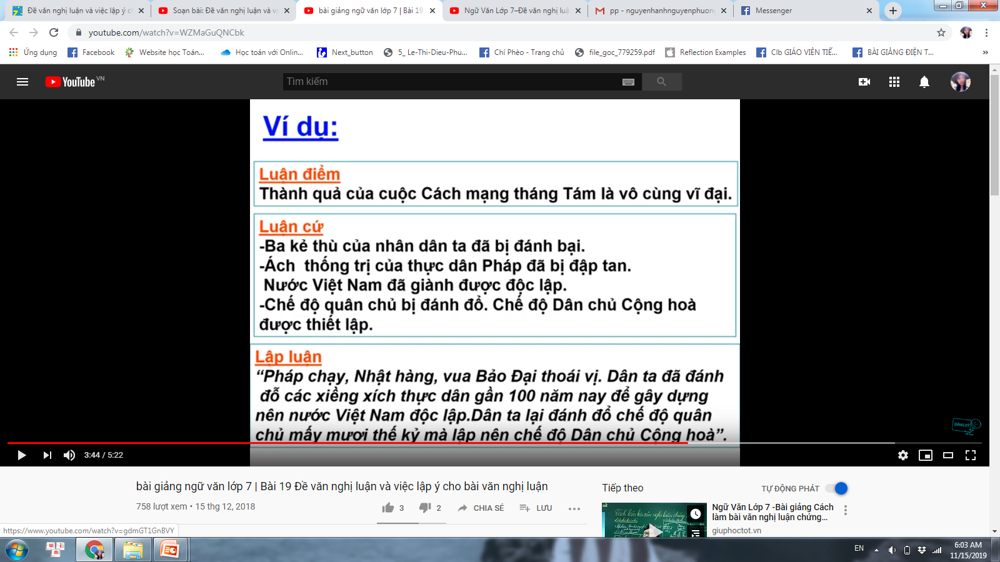 Đề văn nghị luận và việc lập ý c
Soạn bài: Đề văn nghị luận và vi
bài giảng ngữ văn lớp 7 | Bài 19
Ngữ Văn Lớp 7–Đề văn nghị luậ
pp - nguyenhanhnguyenphuong
Messenger
youtube.com/watch?v=WZMaGuQNCbk
Ứng dụng
Facebook
Website học Toán...
Học toán với Onlin...
Next_button
5_ Le-Thi-Dieu-Phu...
Chí Phèo - Trang chủ
file_goc_779259.pdf
Reflection Examples
Clb GIÁO VIÊN TIẾ...
BÀI GIẢNG ĐIỆN T...
»
YouTube VN
Tìm kiếm
Ví dụ:
Luận điểm
Thành quả của cuộc Cách mạng tháng Tám là vô cùng vĩ đại.
Luận cứ
-Ba kẻ thù của nhân dân ta đã bị đánh bại.
-Ách thống trị của thực dân Pháp đã bị đập tan.
Nước Việt Nam đã giành được độc lập.
-Chế độ quân chủ bị đánh đổ. Chế độ Dân chủ Cộng hoà
được thiết lập.
Lập luận
“Pháp chạy, Nhật hàng, vua Bảo Đại thoái vị. Dân ta đã đánh
đỗ các xiềng xích thực dân gần 100 năm nay để gây dựng
nên nước Việt Nam độc lập.Dân ta lại đánh đổ chế độ quân
chủ mấy mươi thế kỷ mà lập nên chế độ Dân chủ Cộng hoà”.
3:44 / 5:22
bài giảng ngữ văn lớp 7 | Bài 19 Đề văn nghị luận và việc lập ý cho bài văn nghị luận
758 lượt xem • 15 thg 12, 2018
3
2
CHIA SẺ
LƯU
Tiếp theo
TỰ ĐỘNG PHÁT
Ngữ Văn Lớp 7 -Bài giảng Cách
làm bài văn nghị luận chứng...
giuphoctot.vn
https://www.youtube.com/watch?v=gdmGT1GnBVY
EN
6:03 AM
11/15/2019